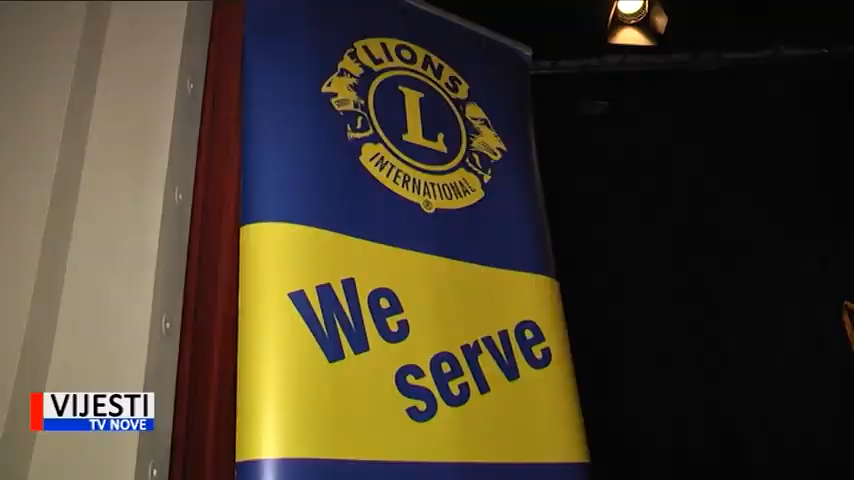 LIONS
L
INTERNATIONAL
®
We
serve
VIJESTI
TV NOVE